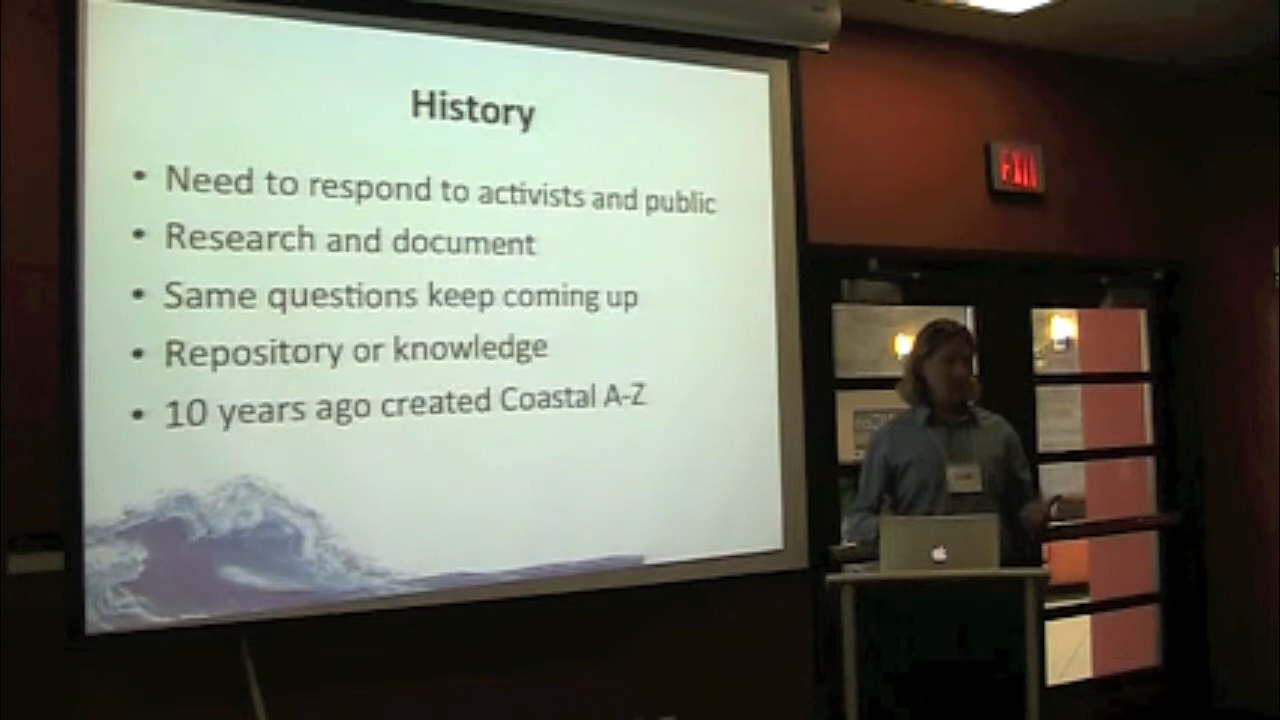 History
• Need to respond to activists and public
• Research and document
• Same questions keep coming up
• Repository or knowledge
• 10 years ago created Coastal A-Z
EXIT